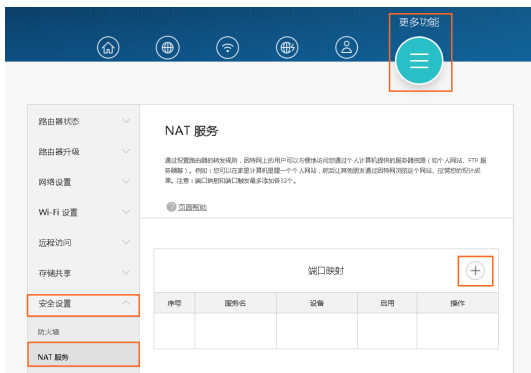 更多功能
路由器状态
路由器升级
网络设置
Wi-Fi 设置
远程访问
存储共享
安全设置
防火墙
NAT 服务
NAT 服务
通过设置路由器的转发规则，因特网上的用户可以方便地访问您通过个人计算机提供的服务器资源（如个人网站、FTP 服
务器等）。例如：您可以在家里计算机里建一个个人网站，然后让其他朋友通过因特网浏览这个网站、欣赏您的设计成
果。注意：端口映射和端口触发最多添加各32个。
页面帮助
端口映射
序号 服务名 设备 启用 操作